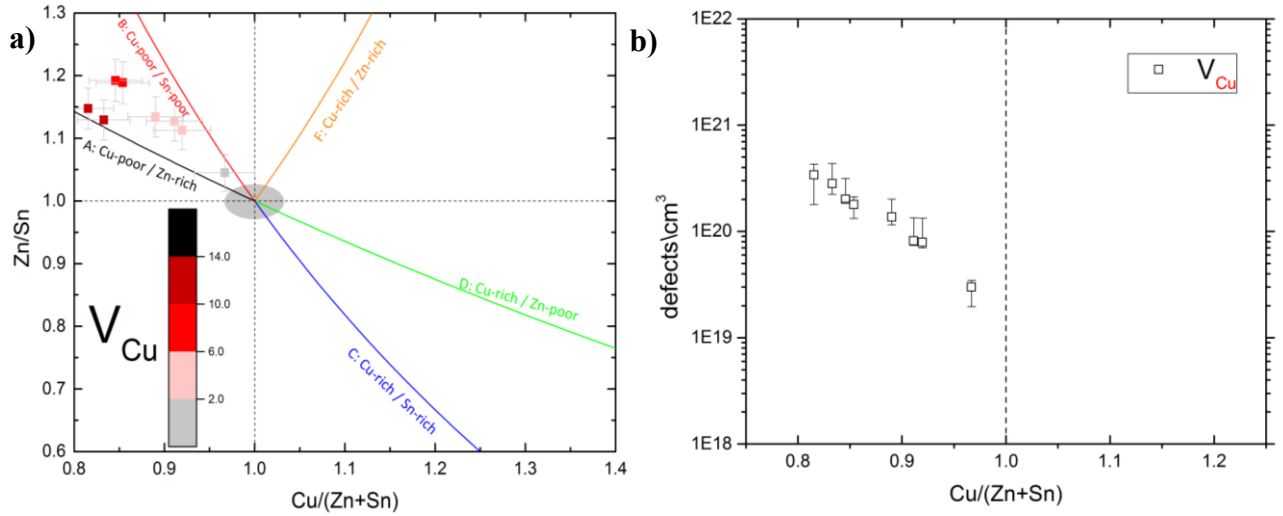 a)
1.3
1.2
1.1
1.0
0.9
0.8
0.7
0.6
Zn/Sn
B: Cu-poor / Sn-poor
F: Cu-rich / Zn-rich
A: Cu-poor / Zn-rich
D: Cu-rich / Zn-poor
C: Cu-rich / Sn-rich
V Cu
14.0
10.0
6.0
2.0
0.8 0.9 1.0 1.1 1.2 1.3 1.4
Cu/(Zn+Sn)
b)
1E22
1E21
1E20
1E19
1E18
defects\cm³
V Cu
0.8 0.9 1.0 1.1 1.2
Cu/(Zn+Sn)